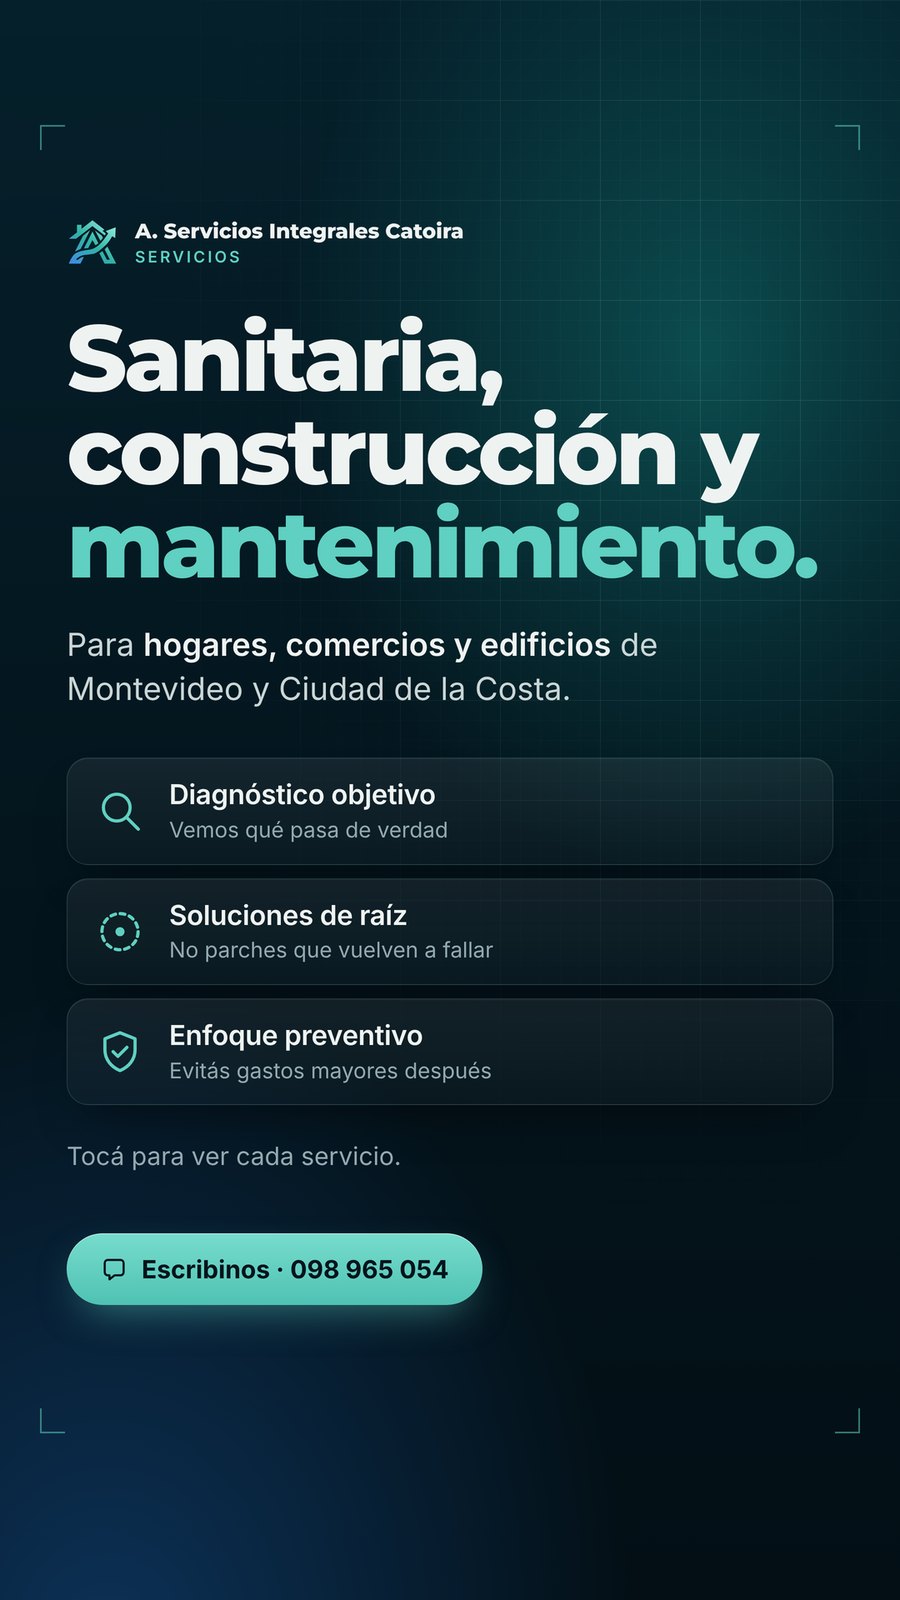 A. Servicios Integrales Catoira
SERVICIOS
Sanitaria,
construcción y
mantenimiento.
Para hogares, comercios y edificios de
Montevideo y Ciudad de la Costa.
Diagnóstico objetivo
Vemos qué pasa de verdad
Soluciones de raíz
No parches que vuelven a fallar
Enfoque preventivo
Evitás gastos mayores después
Tocá para ver cada servicio.
Escribinos · 098 965 054